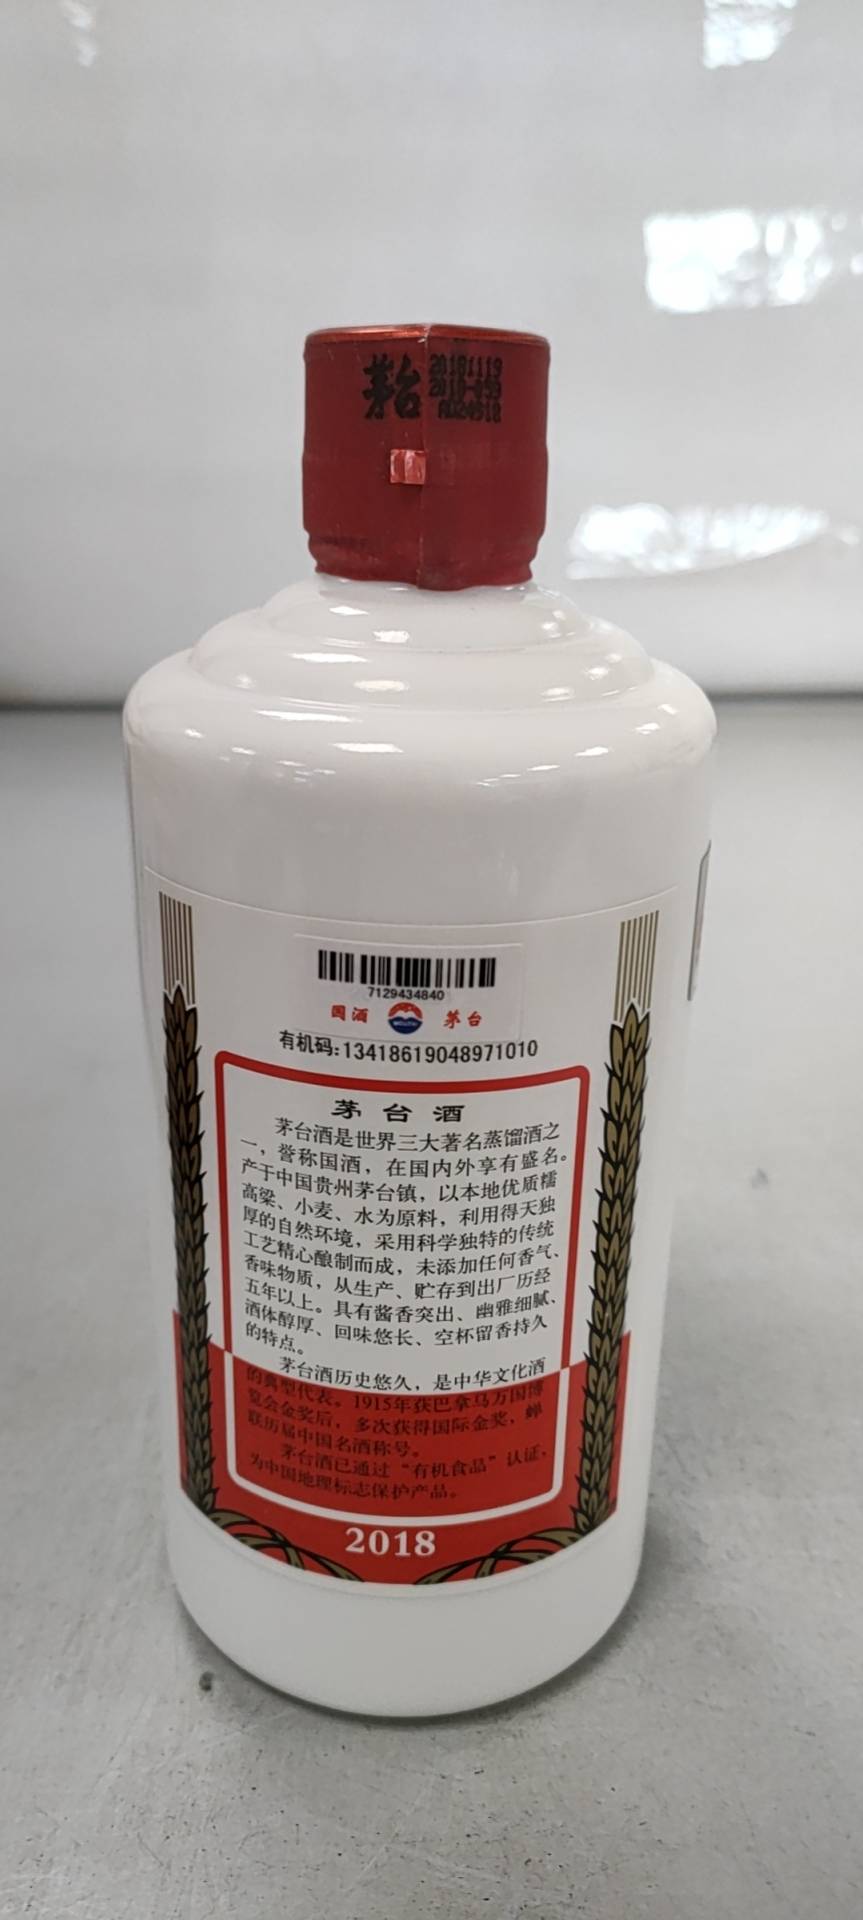 茅台
20181119
2018-099
7129434840
国酒 茅台
有机码:13418619048971010
茅台酒
茅台酒是世界三大著名蒸馏酒之
一，誉称国酒，在国内外享有盛名。
产于中国贵州茅台镇，以本地优质糯
高粱、小麦、水为原料，利用得天独
厚的自然环境，采用科学独特的传统
工艺精心酿制而成，未添加任何香气、
香味物质，从生产、贮存到出厂历经
五年以上。具有酱香突出、幽雅细腻、
酒体醇厚、回味悠长、空杯留香持久
的特点。
茅台酒历史悠久，是中华文化酒
的典型代表。1915年获巴拿马万国博
览会金奖后，多次获得国际金奖，蝉
联历届中国名酒称号。
茅台酒已通过“有机食品”认证，
为中国地理标志保护产品。
2018